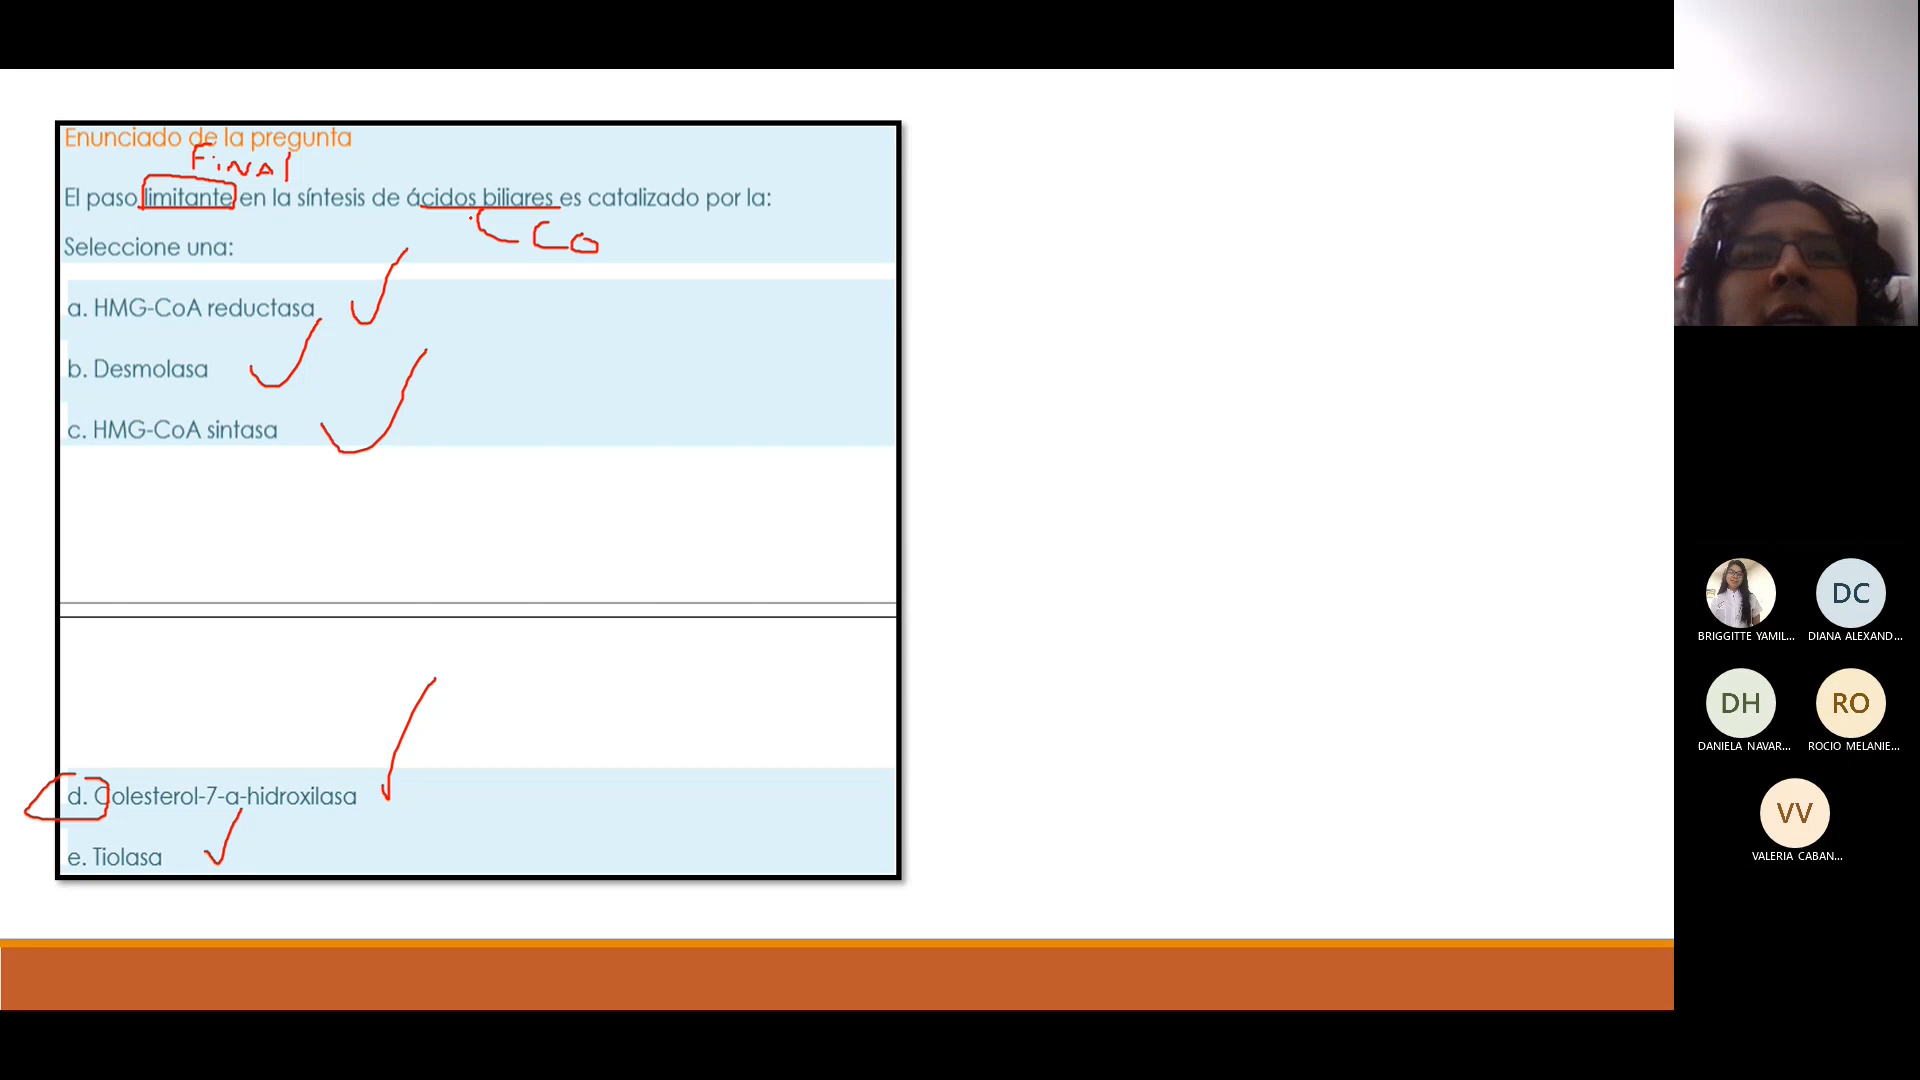 Enunciado de la pregunta
FiNAl
El paso limitante en la síntesis de ácidos biliares es catalizado por la:
Co
Seleccione una:
a. HMG-CoA reductasa
b. Desmolasa
c. HMG-CoA sintasa
d. Colesterol-7-a-hidroxilasa
e. Tiolasa
DC
BRIGGITTE YAMIL...
DIANA ALEXAND...
DH
RO
DANIELA NAVAR...
ROCIO MELANIE...
VV
VALERIA CABAN...